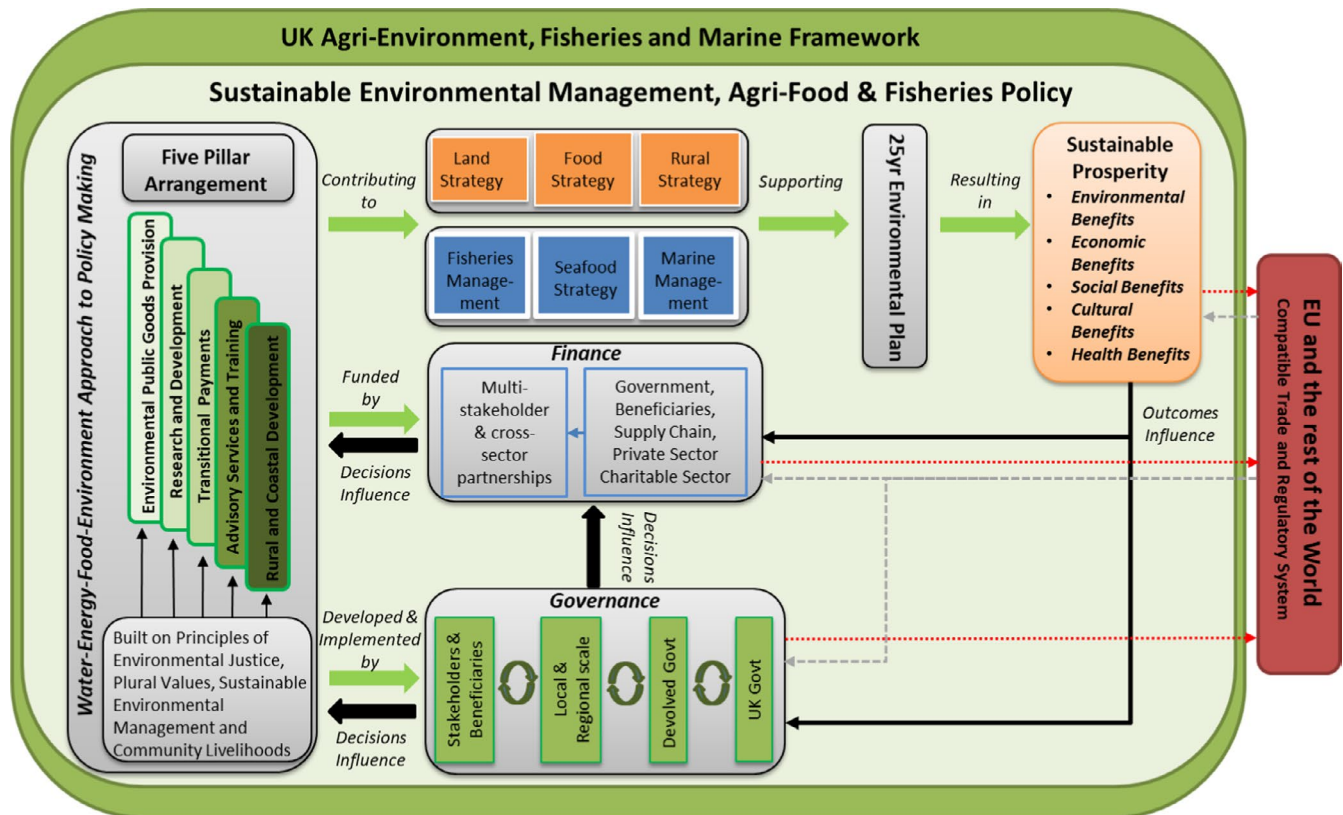 UK Agri-Environment, Fisheries and Marine Framework
Sustainable Environmental Management, Agri-Food & Fisheries Policy
Water-Energy-Food-Environment Approach to Policy Making
Five Pillar
Arrangement
Environmental Public Goods Provision
Research and Development
Transitional Payments
Advisory Services and Training
Rural and Coastal Development
Built on Principles of
Environmental Justice,
Plural Values, Sustainable
Environmental
Management and
Community Livelihoods
Contributing
to
Land
Strategy
Food
Strategy
Rural
Strategy
Fisheries
Manage-
ment
Seafood
Strategy
Marine
Manage-
ment
Supporting
25yr Environmental Plan
Resulting
in
Sustainable
Prosperity
• Environmental
Benefits
• Economic
Benefits
• Social Benefits
• Cultural
Benefits
• Health Benefits
Funded
by
Decisions
Influence
Finance
Multi-
stakeholder
& cross-
sector
partnerships
Government,
Beneficiaries,
Supply Chain,
Private Sector
Charitable Sector
Outcomes
Influence
Decisions
Influence
Developed &
Implemented
by
Decisions
Influence
Governance
Stakeholders &
Beneficiaries
Local &
Regional scale
Devolved Govt
UK Govt
EU and the rest of the World
Compatible Trade and Regulatory System